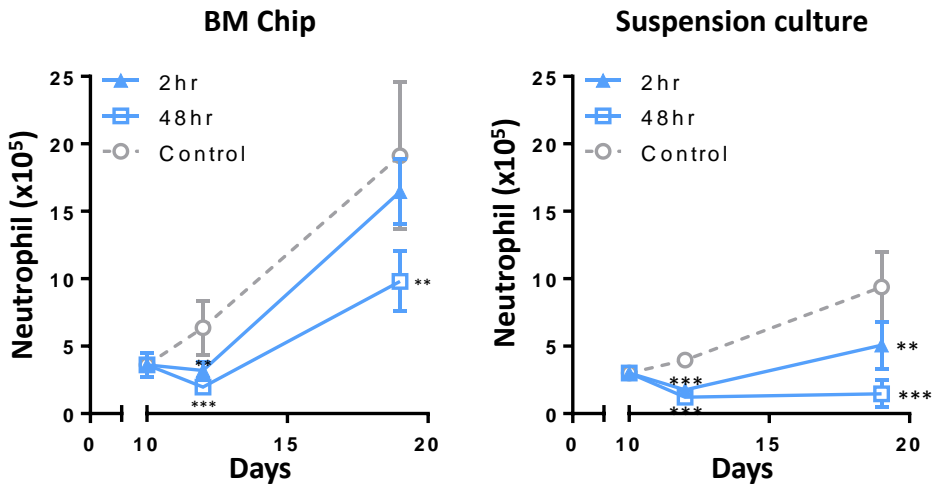 BM Chip
Neutrophil (x10⁵)
25
20
15
10
5
0
2hr
48hr
Control
**
**
***
0 10 15 20
Days
Suspension culture
Neutrophil (x10⁵)
25
20
15
10
5
0
2hr
48hr
Control
***
***
**
***
0 10 15 20
Days